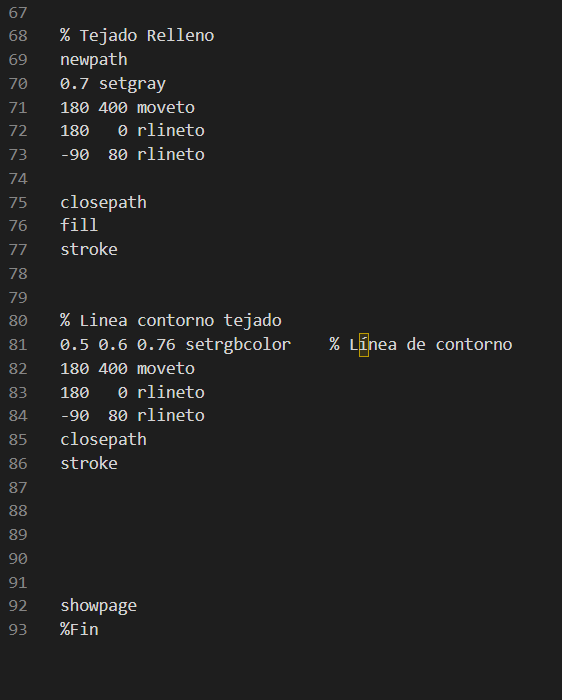 67
68 % Tejado Relleno
69 newpath
70 0.7 setgray
71 180 400 moveto
72 180   0 rlineto
73 -90  80 rlineto
74
75 closepath
76 fill
77 stroke
78
79
80 % Linea contorno tejado
81 0.5 0.6 0.76 setrgbcolor    % Línea de contorno
82 180 400 moveto
83 180   0 rlineto
84 -90  80 rlineto
85 closepath
86 stroke
87
88
89
90
91
92 showpage
93 %Fin